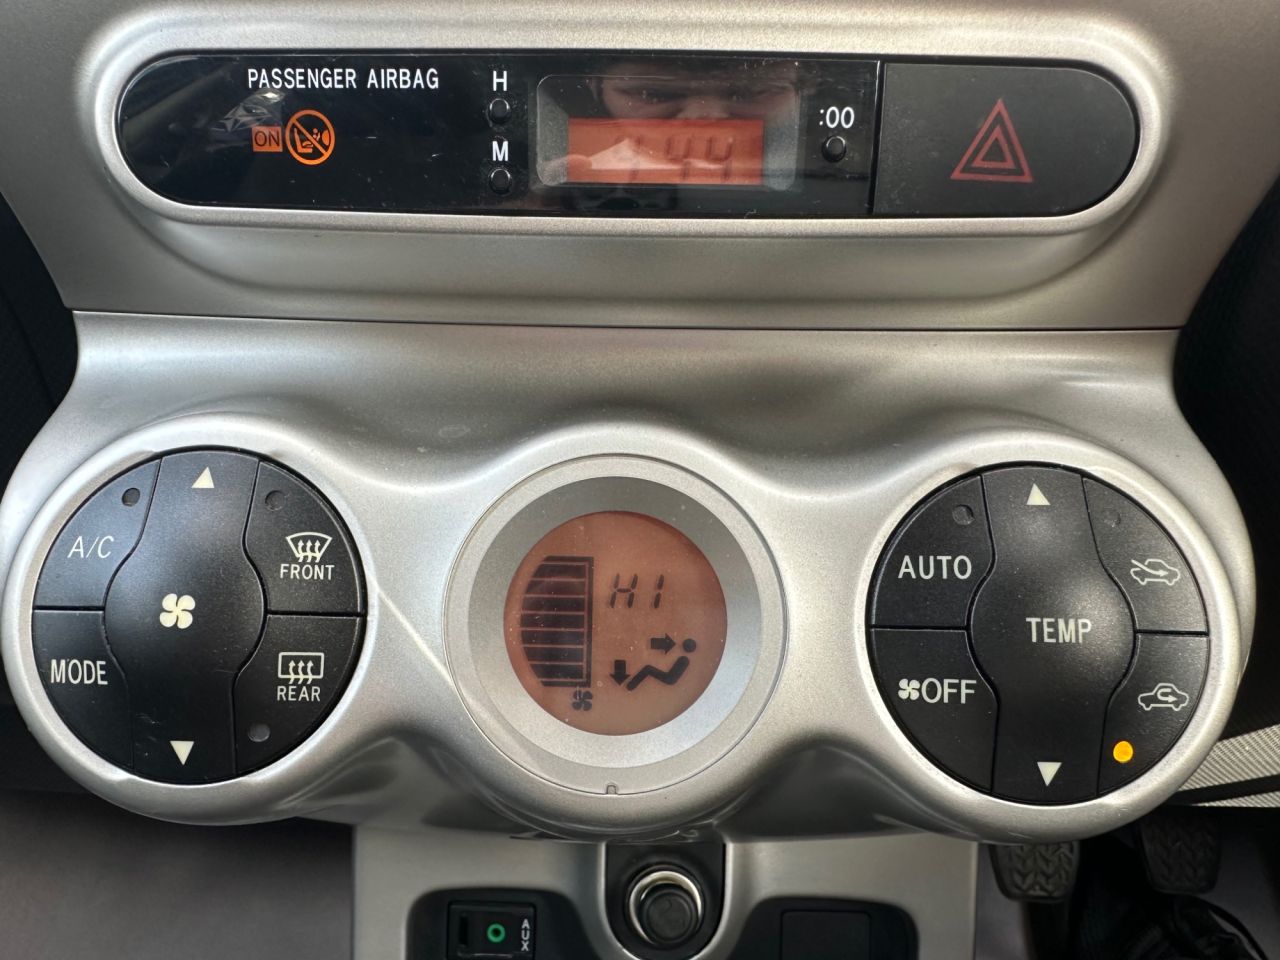 PASSENGER AIRBAG
ON
H
M
:00
A/C
FRONT
MODE
REAR
HI
AUTO
TEMP
OFF
AUX